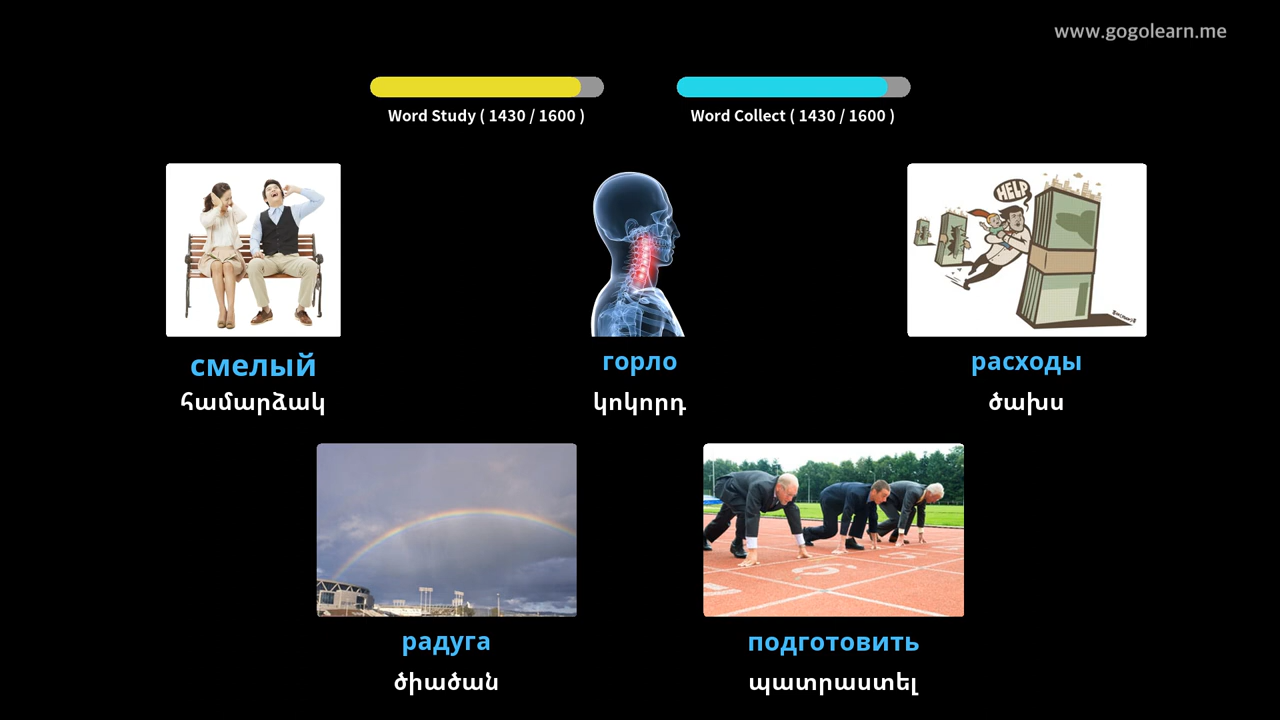 www.gogolearn.me
Word Study ( 1430 / 1600 )
Word Collect ( 1430 / 1600 )
HELP
смелый
համարձակ
горло
կոկորդ
расходы
ծախս
5
радуга
ծիածան
подготовить
պատրաստել